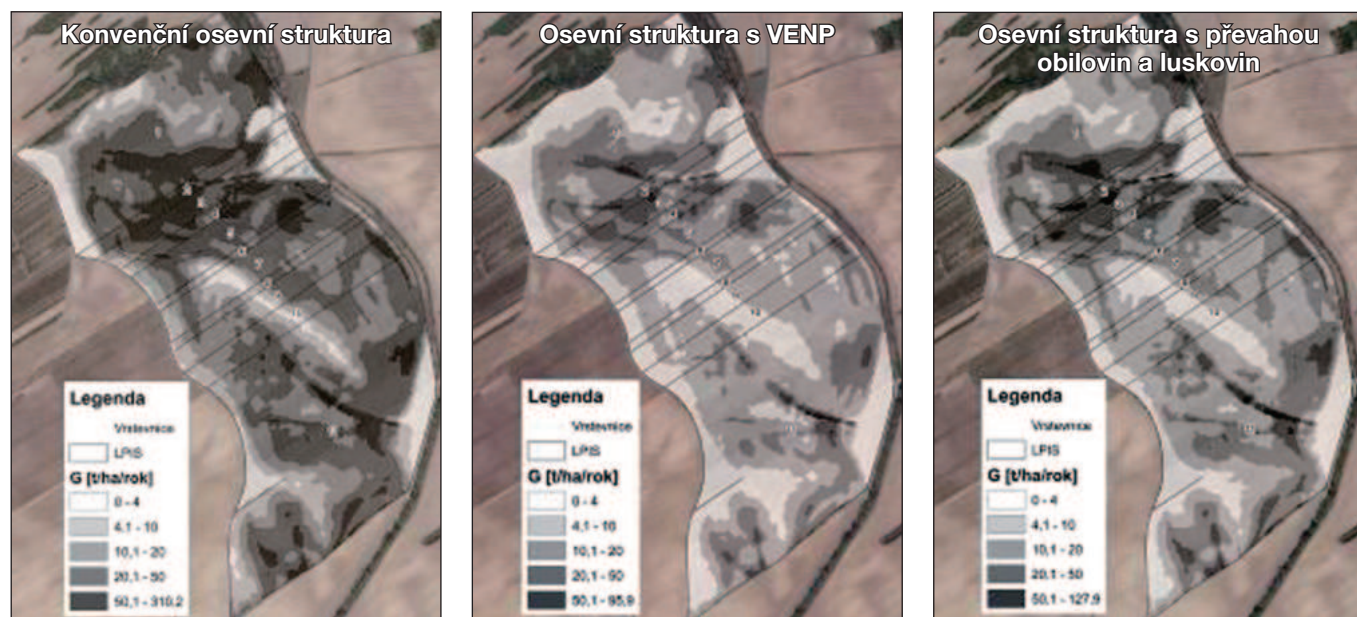 Konvenční osevní struktura
Legenda
Vrstevnice
LPIS
G [t/ha/rok]
0 - 4
4,1 - 10
10,1 - 20
20,1 - 50
50,1 - 310,2
Osevní struktura s VENP
Legenda
Vrstevnice
LPIS
G [t/ha/rok]
0 - 4
4,1 - 10
10,1 - 20
20,1 - 50
50,1 - 95,9
Osevní struktura s převahou
obilovin a luskovin
Legenda
Vrstevnice
LPIS
G [t/ha/rok]
0 - 4
4,1 - 10
10,1 - 20
20,1 - 50
50,1 - 127,9